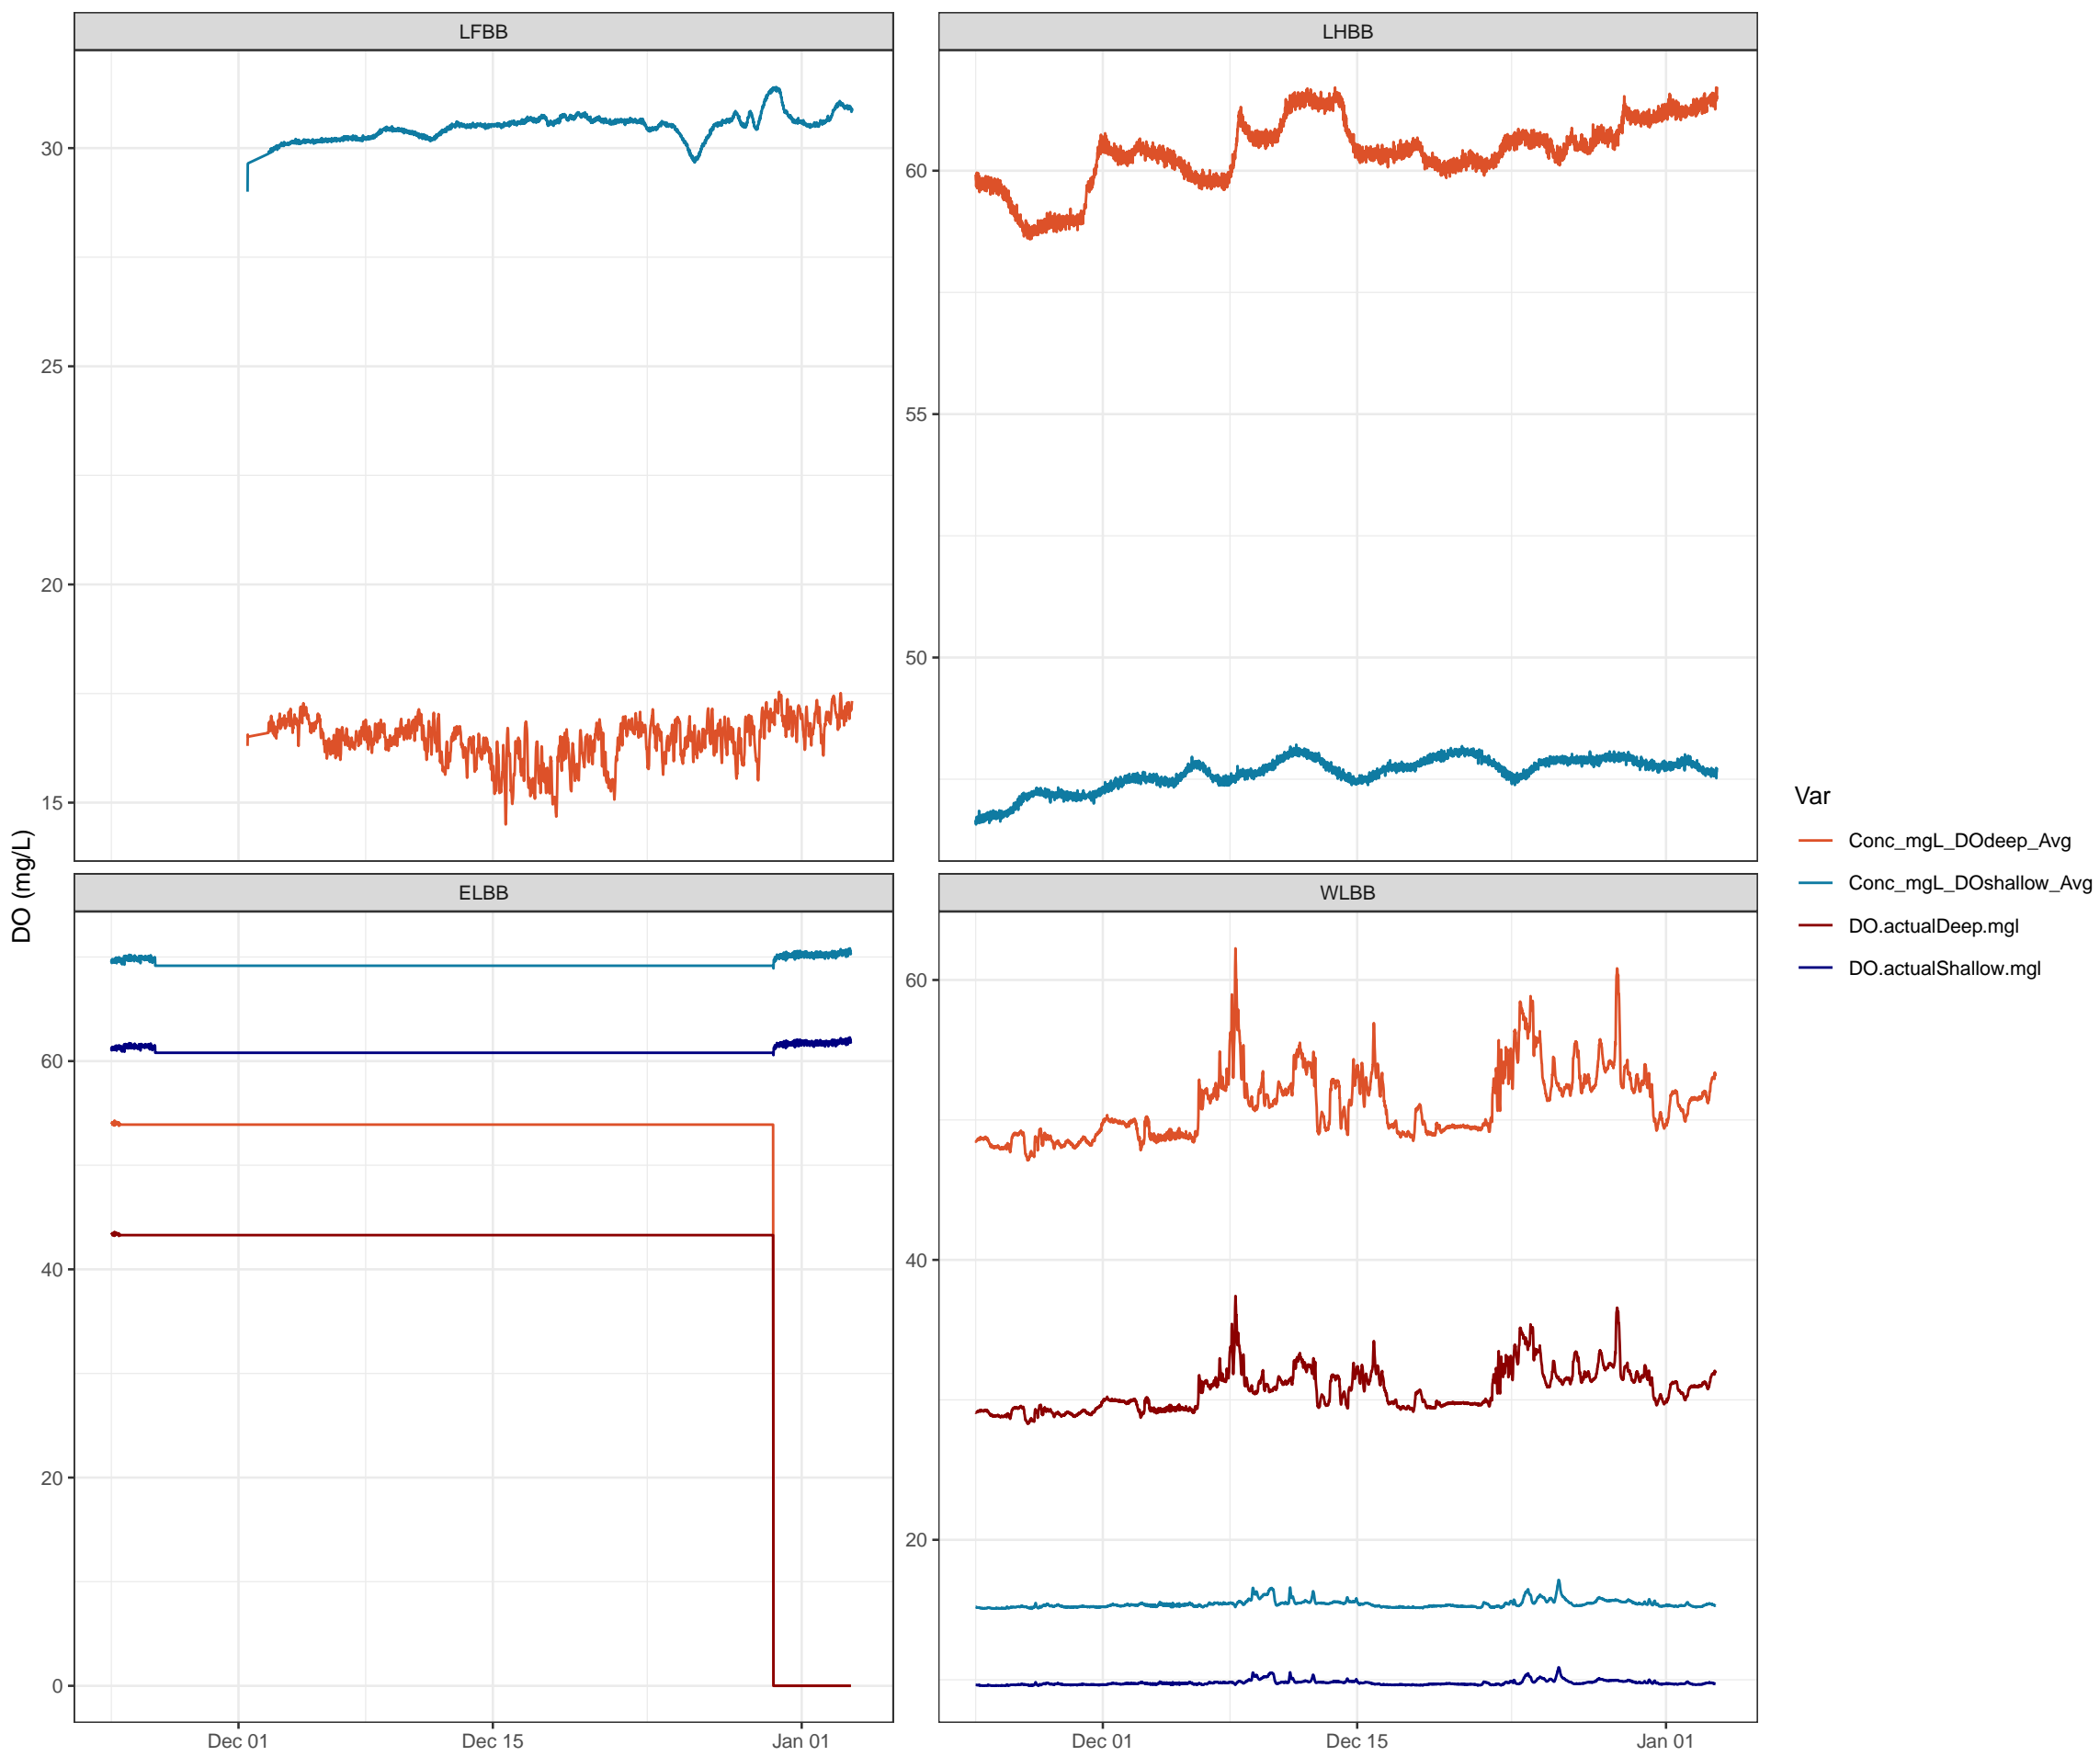 LFBB
LHBB
30
25
20
15
60
55
50
DO (mg/L)
ELBB
WLBB
60
40
20
0
60
40
20
Dec 01
Dec 15
Jan 01
Dec 01
Dec 15
Jan 01
Var
Conc_mgL_DOdeep_Avg
Conc_mgL_DOshallow_Avg
DO.actualDeep.mgl
DO.actualShallow.mgl